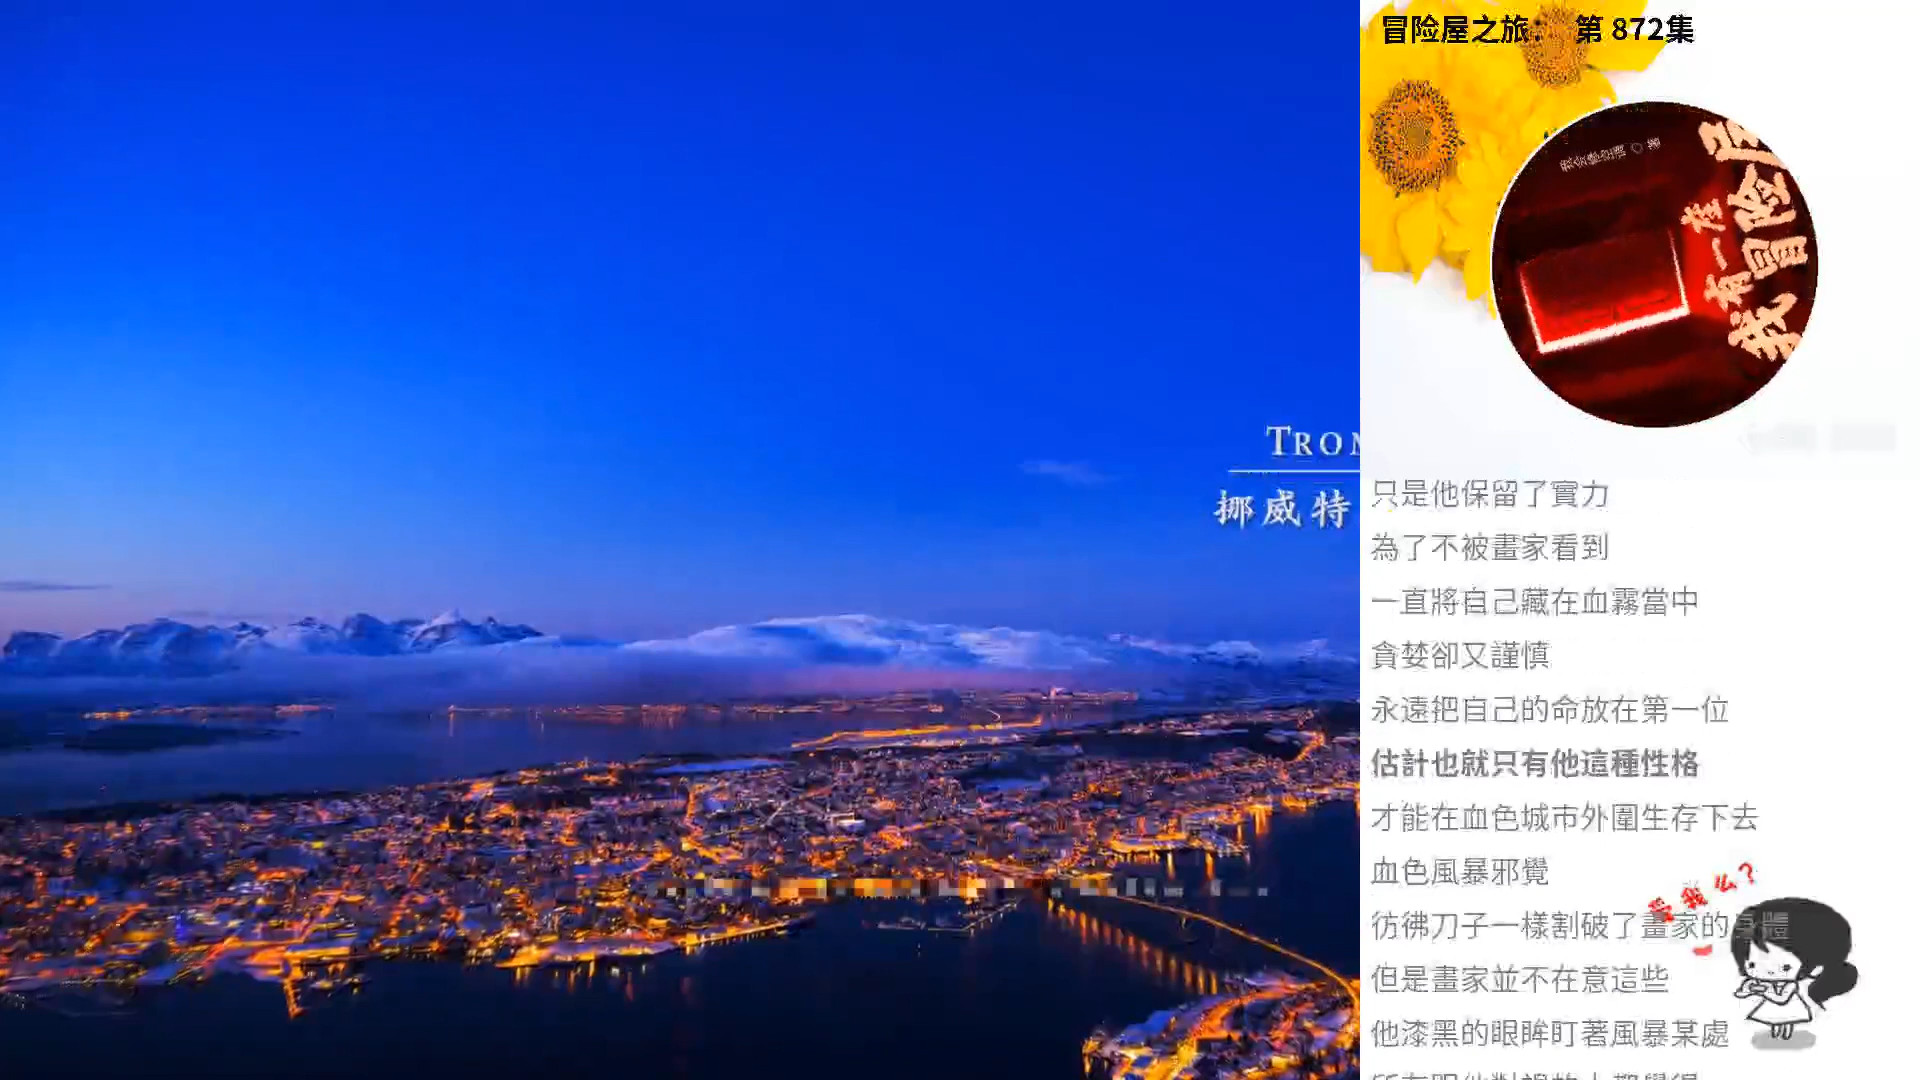 冒险屋之旅： 第 872集
我有一座
冒险屋
TROM
挪威特
只是他保留了實力
為了不被畫家看到
一直將自己藏在血霧當中
貪婪卻又謹慎
永遠把自己的命放在第一位
估計也就只有他這種性格
才能在血色城市外圍生存下去
血色風暴邪覺
彷彿刀子一樣割破了畫家的身體
但是畫家並不在意這些
他漆黑的眼眸盯著風暴某處
爱我么？